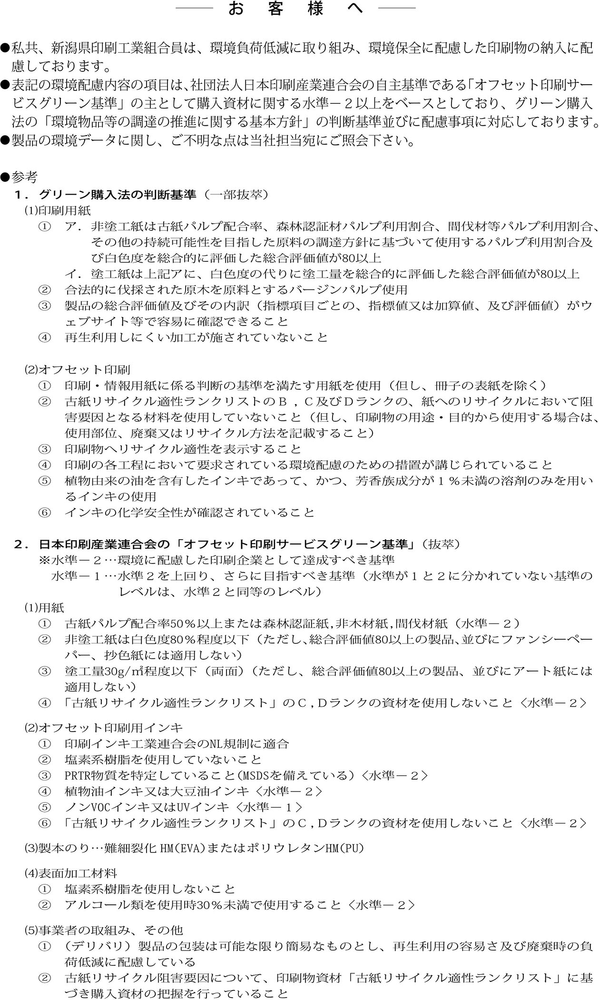 お客様へ
●私共、新潟県印刷工業組合員は、環境負荷低減に取り組み、環境保全に配慮した印刷物の納入に配
慮しております。
●表記の環境配慮内容の項目は、社団法人日本印刷産業連合会の自主基準である「オフセット印刷サー
ビスグリーン基準」の主として購入資材に関する水準－２以上をベースとしており、グリーン購入
法の「環境物品等の調達の推進に関する基本方針」の判断基準並びに配慮事項に対応しております。
●製品の環境データに関し、ご不明な点は当社担当宛にご照会下さい。
●参考
１．グリーン購入法の判断基準（一部抜萃）
⑴印刷用紙
①　ア．非塗工紙は古紙パルプ配合率、森林認証材パルプ利用割合、間伐材等パルプ利用割合、
その他の持続可能性を目指した原料の調達方針に基づいて使用するパルプ利用割合及
び白色度を総合的に評価した総合評価値が80以上
イ．塗工紙は上記アに、白色度の代りに塗工量を総合的に評価した総合評価値が80以上
②　合法的に伐採された原木を原料とするバージンパルプ使用
③　製品の総合評価値及びその内訳（指標項目ごとの、指標値又は加算値、及び評価値）がウ
ェブサイト等で容易に確認できること
④　再生利用しにくい加工が施されていないこと
⑵オフセット印刷
①　印刷・情報用紙に係る判断の基準を満たす用紙を使用（但し、冊子の表紙を除く）
②　古紙リサイクル適性ランクリストのＢ，Ｃ及びＤランクの、紙へのリサイクルにおいて阻
害要因となる材料を使用していないこと（但し、印刷物の用途・目的から使用する場合は、
使用部位、廃棄又はリサイクル方法を記載すること）
③　印刷物へリサイクル適性を表示すること
④　印刷の各工程において要求されている環境配慮のための措置が講じられていること
⑤　植物由来の油を含有したインキであって、かつ、芳香族成分が１％未満の溶剤のみを用い
るインキの使用
⑥　インキの化学安全性が確認されていること
２．日本印刷産業連合会の「オフセット印刷サービスグリーン基準」（抜萃）
※水準－２…環境に配慮した印刷企業として達成すべき基準
水準－１…水準２を上回り、さらに目指すべき基準（水準が１と２に分かれていない基準の
レベルは、水準２と同等のレベル）
⑴用紙
①　古紙パルプ配合率50％以上または森林認証紙,非木材紙,間伐材紙（水準－２）
②　非塗工紙は白色度80％程度以下（ただし、総合評価値80以上の製品、並びにファンシーペー
パー、抄色紙には適用しない）
③　塗工量30g/㎡程度以下（両面）（ただし、総合評価値80以上の製品、並びにアート紙には
適用しない）
④　「古紙リサイクル適性ランクリスト」のＣ,Ｄランクの資材を使用しないこと〈水準－２〉
⑵オフセット印刷用インキ
①　印刷インキ工業連合会のNL規制に適合
②　塩素系樹脂を使用していないこと
③　PRTR物質を特定していること(MSDSを備えている）〈水準－２〉
④　植物油インキ又は大豆油インキ〈水準－２〉
⑤　ノンVOCインキ又はUVインキ〈水準－１〉
⑥　「古紙リサイクル適性ランクリスト」のＣ,Ｄランクの資材を使用しないこと〈水準－２〉
⑶製本のり…難細裂化 HM(EVA)またはポリウレタンHM(PU)
⑷表面加工材料
①　塩素系樹脂を使用しないこと
②　アルコール類を使用時30％未満で使用すること〈水準－２〉
⑸事業者の取組み、その他
①　（デリバリ）製品の包装は可能な限り簡易なものとし、再生利用の容易さ及び廃棄時の負
荷低減に配慮している
②　古紙リサイクル阻害要因について、印刷物資材「古紙リサイクル適性ランクリスト」に基
づき購入資材の把握を行っていること